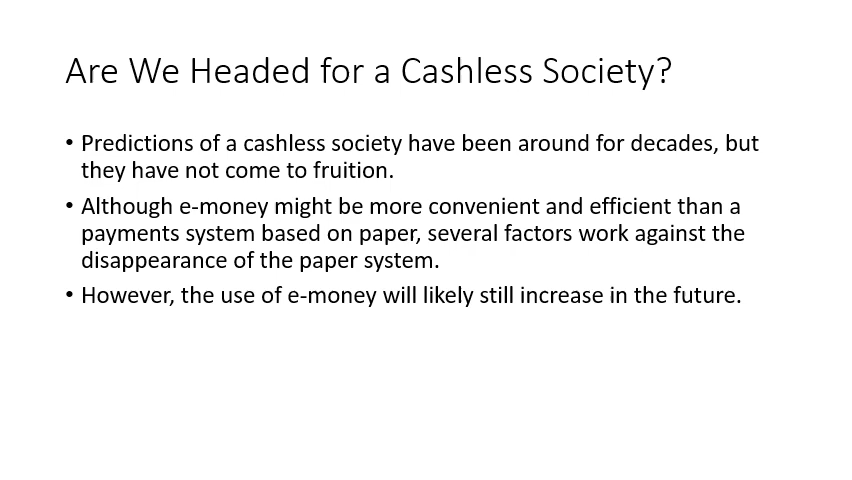 Are We Headed for a Cashless Society?
• Predictions of a cashless society have been around for decades, but
they have not come to fruition.
• Although e-money might be more convenient and efficient than a
payments system based on paper, several factors work against the
disappearance of the paper system.
• However, the use of e-money will likely still increase in the future.